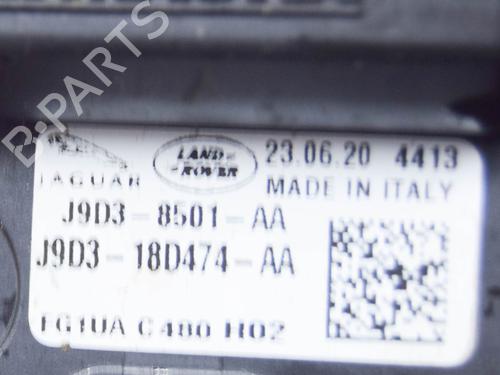 B-PARTS
JAGUAR
LAND ROVER
23.06.20 4413
MADE IN ITALY
J9D3-8501-AA
J9D3-18D474-AA
FG1UA C480 H02